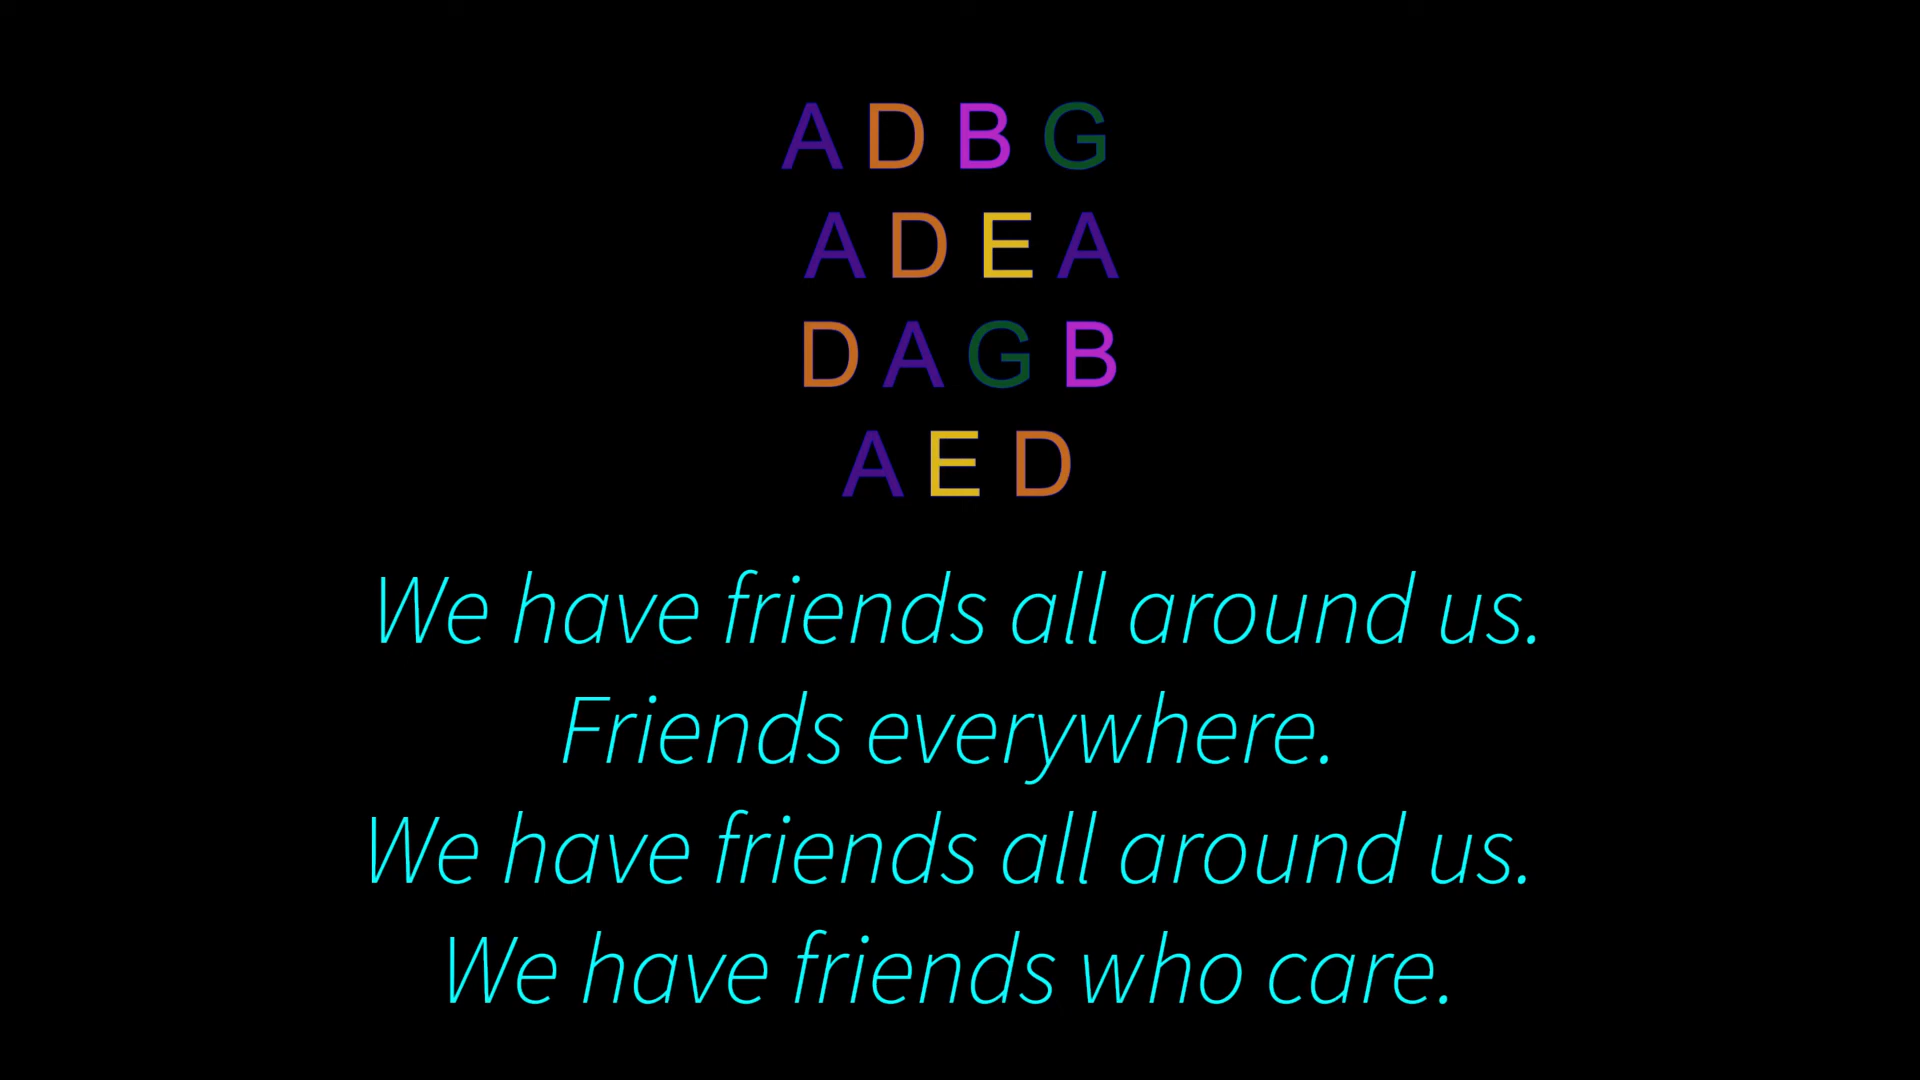 A D B G
A D E A
D A G B
A E D
We have friends all around us.
Friends everywhere.
We have friends all around us.
We have friends who care.